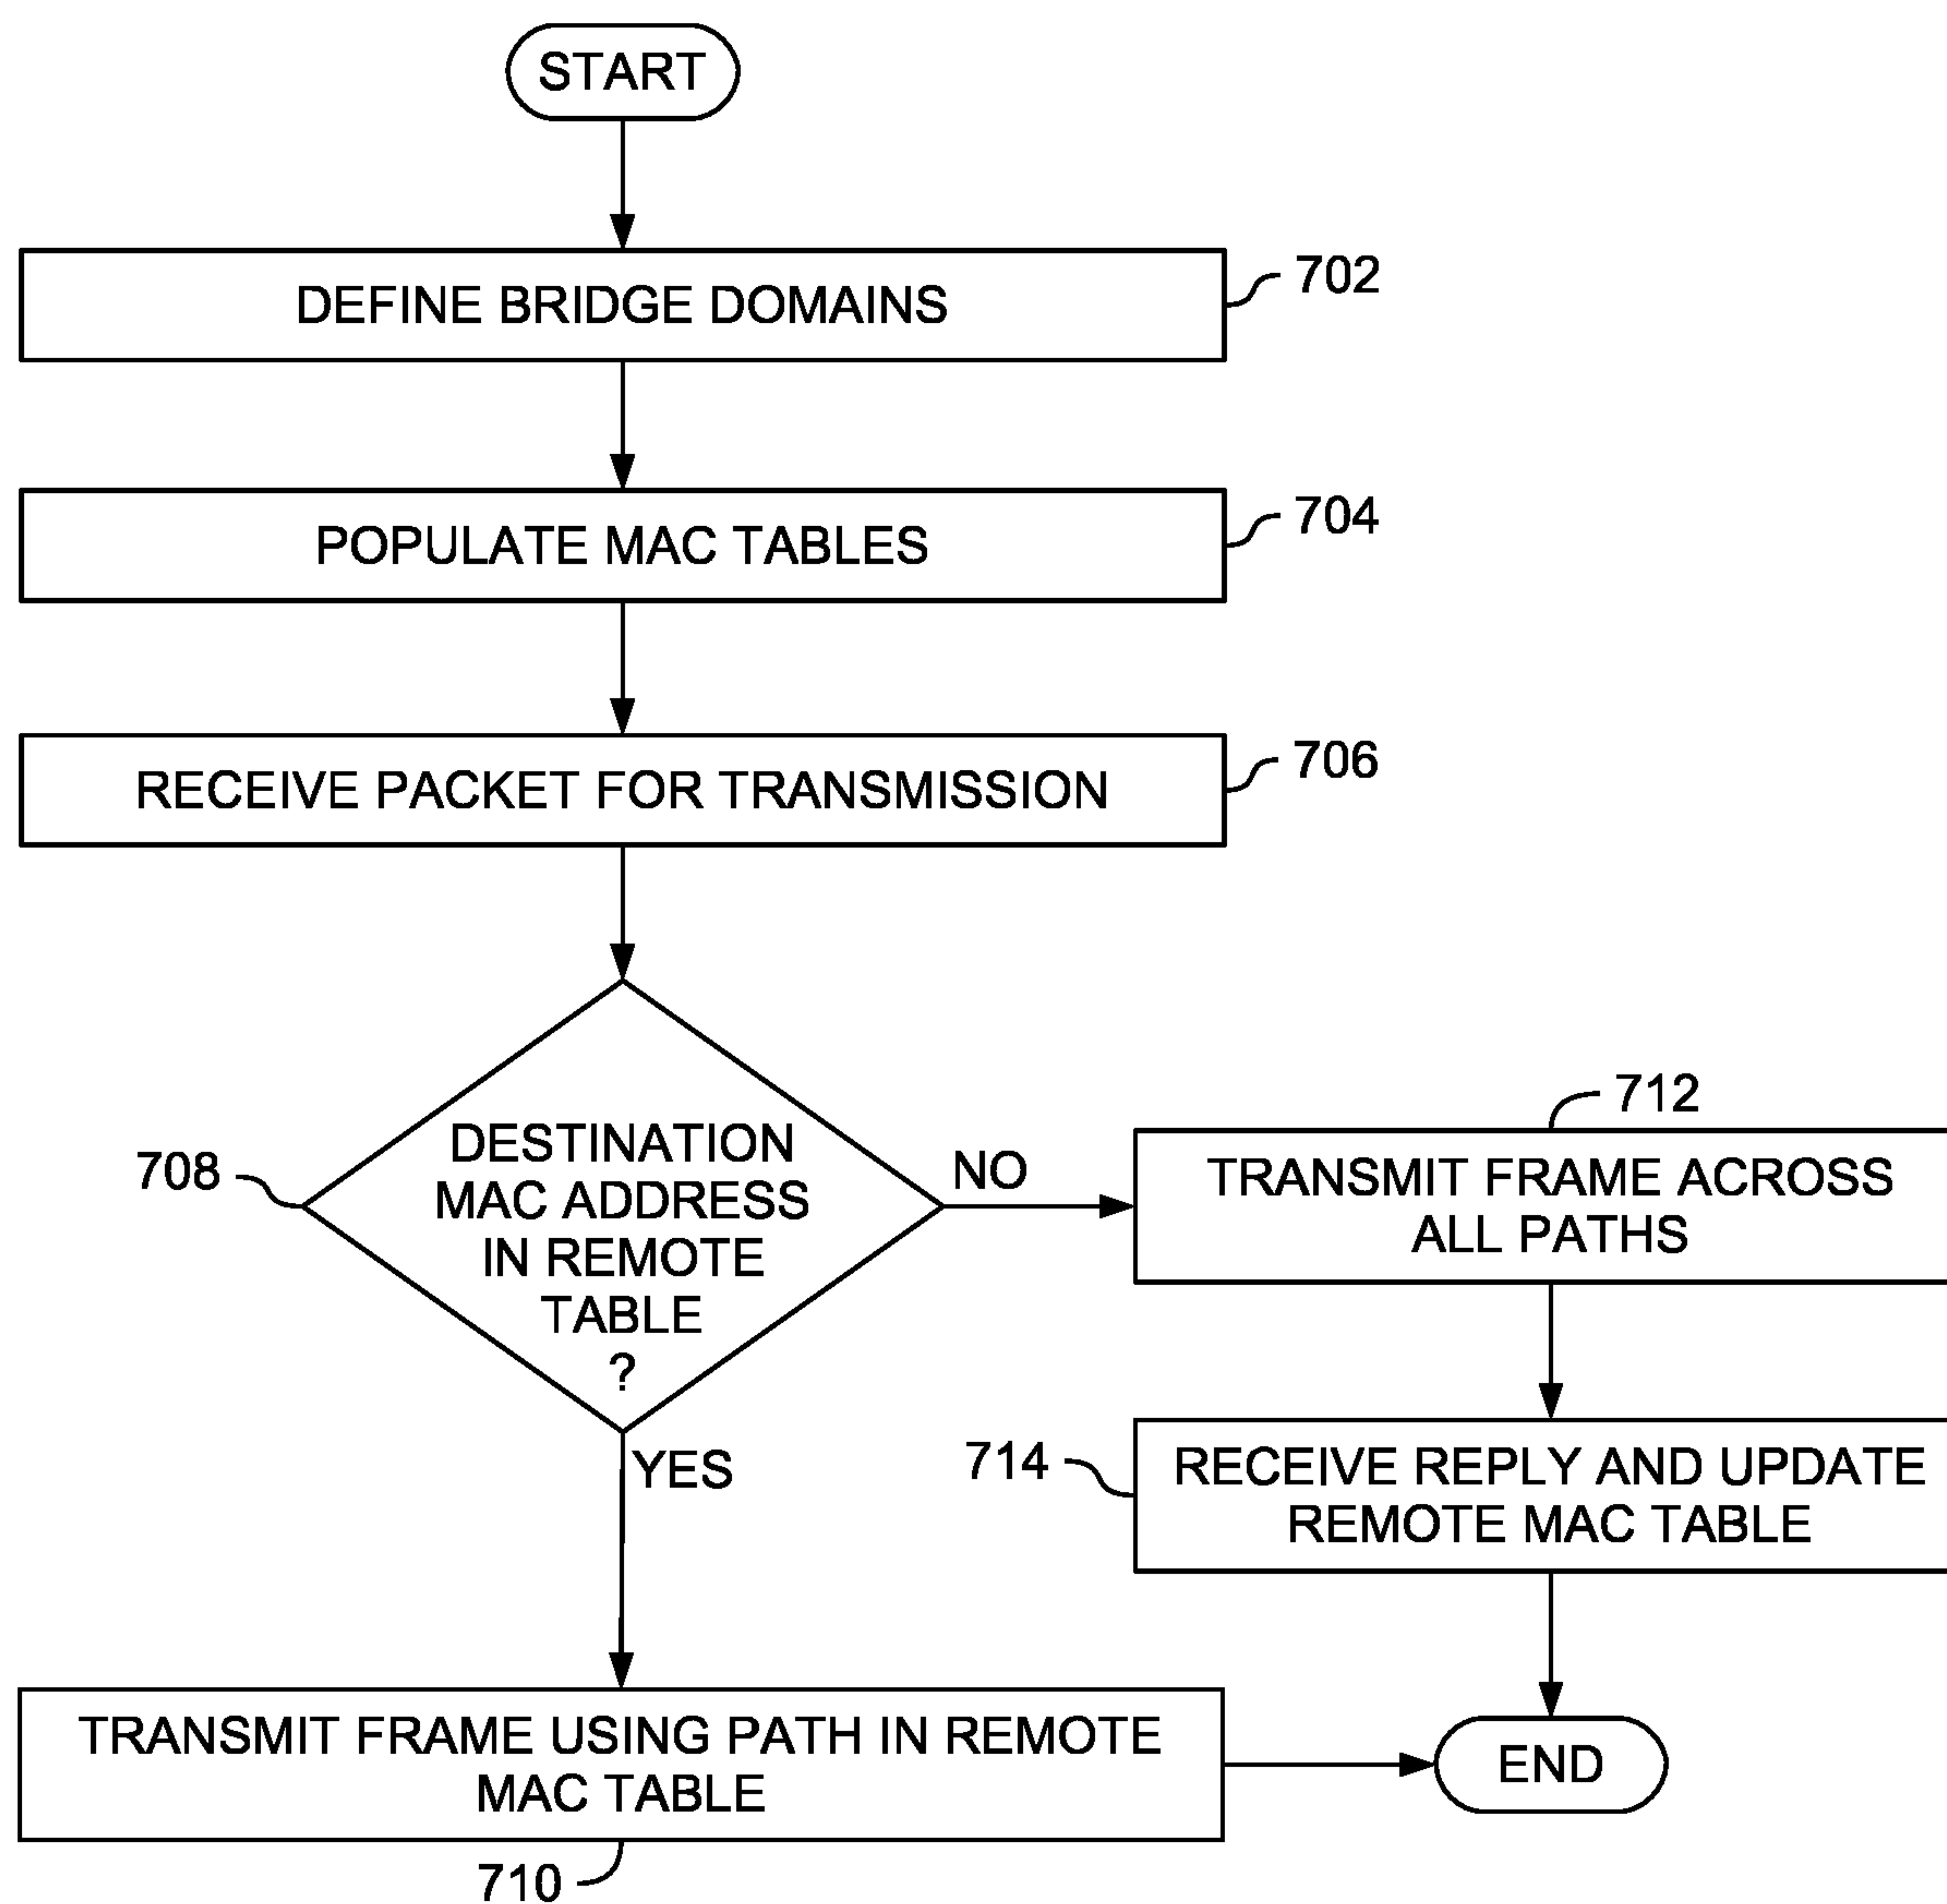 START
DEFINE BRIDGE DOMAINS
702
POPULATE MAC TABLES
704
RECEIVE PACKET FOR TRANSMISSION
706
708
DESTINATION
MAC ADDRESS
IN REMOTE
TABLE
?
NO
YES
712
TRANSMIT FRAME ACROSS
ALL PATHS
714
RECEIVE REPLY AND UPDATE
REMOTE MAC TABLE
TRANSMIT FRAME USING PATH IN REMOTE
MAC TABLE
710
END